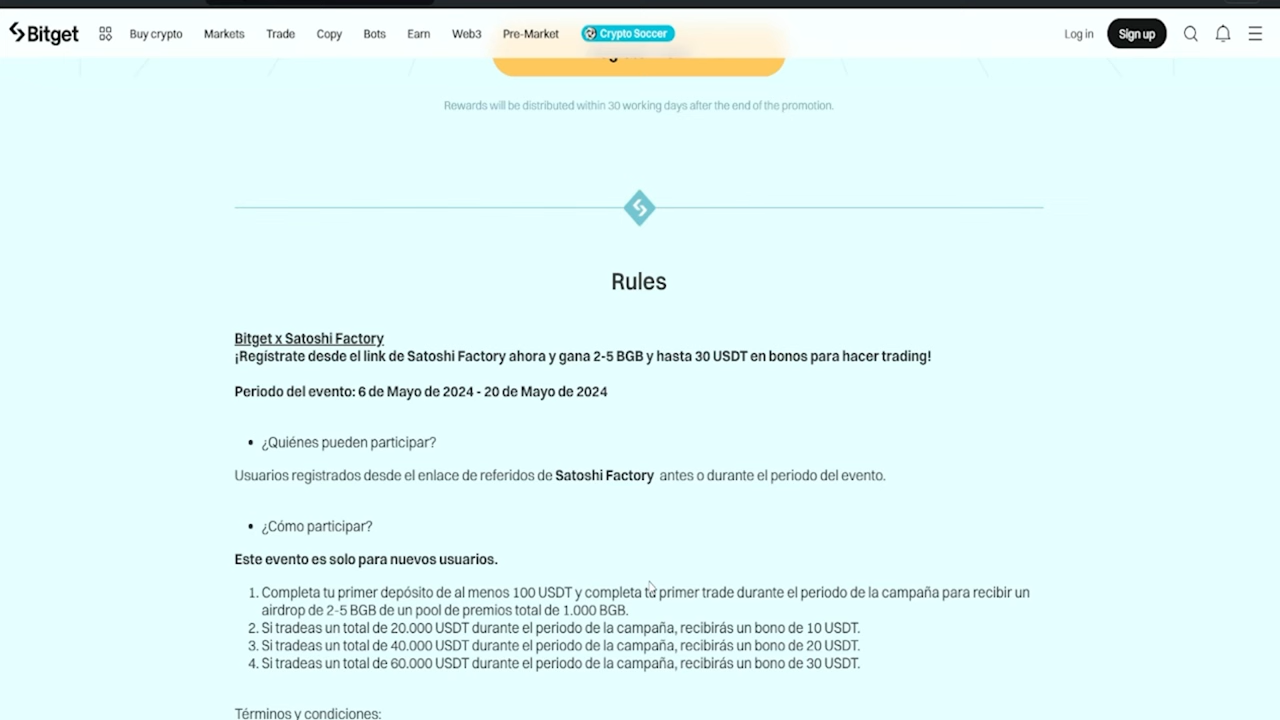 Bitget
Buy crypto
Markets
Trade
Copy
Bots
Earn
Web3
Pre-Market
Crypto Soccer
Log in
Sign up
Rewards will be distributed within 30 working days after the end of the promotion.
Rules
Bitget x Satoshi Factory
¡Regístrate desde el link de Satoshi Factory ahora y gana 2-5 BGB y hasta 30 USDT en bonos para hacer trading!
Periodo del evento: 6 de Mayo de 2024 - 20 de Mayo de 2024
• ¿Quiénes pueden participar?
Usuarios registrados desde el enlace de referidos de Satoshi Factory antes o durante el periodo del evento.
• ¿Cómo participar?
Este evento es solo para nuevos usuarios.
1. Completa tu primer depósito de al menos 100 USDT y completa tu primer trade durante el periodo de la campaña para recibir un
airdrop de 2-5 BGB de un pool de premios total de 1.000 BGB.
2. Si tradeas un total de 20.000 USDT durante el periodo de la campaña, recibirás un bono de 10 USDT.
3. Si tradeas un total de 40.000 USDT durante el periodo de la campaña, recibirás un bono de 20 USDT.
4. Si tradeas un total de 60.000 USDT durante el periodo de la campaña, recibirás un bono de 30 USDT.
Términos y condiciones: